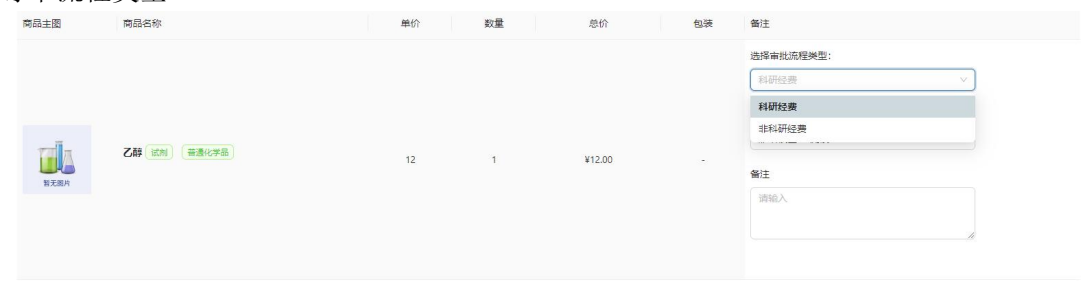 商品主图 商品名称 单价 数量 总价 包装 备注
选择审批流程类型：
科研经费
科研经费
非科研经费
乙醇 试剂 普通化学品
12 1 ¥12.00 -
暂无图片
备注
请输入